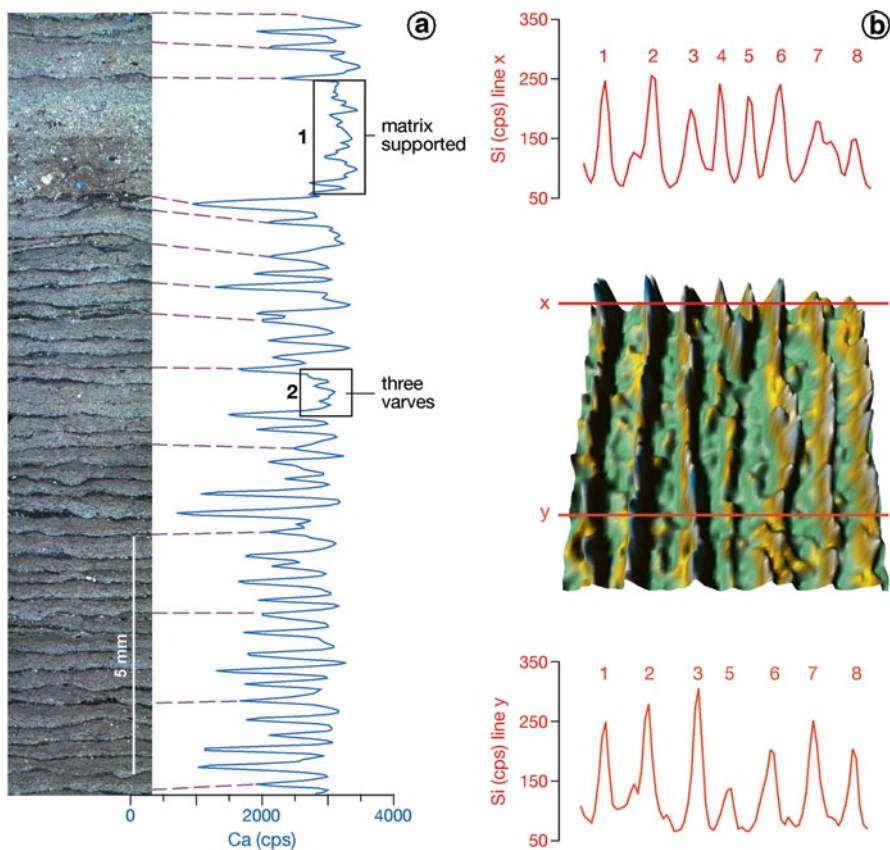 a
1
matrix
supported
2
three
varves
5 mm
0 2000 4000
Ca (cps)
b
350
250
150
50
Si (cps) line x
1 2 3 4 5 6 7 8
x
y
350
250
150
50
Si (cps) line y
1 2 3 5 6 7 8